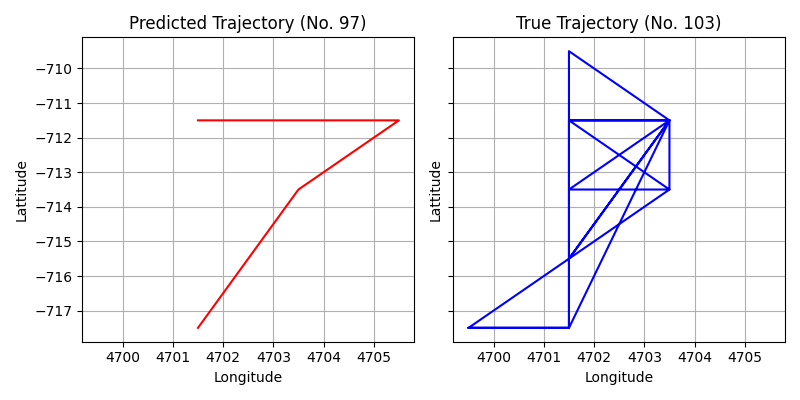 Predicted Trajectory (No. 97)
True Trajectory (No. 103)
−710
−711
−712
−713
−714
−715
−716
−717
Lattitude
Lattitude
4700 4701 4702 4703 4704 4705
4700 4701 4702 4703 4704 4705
Longitude
Longitude